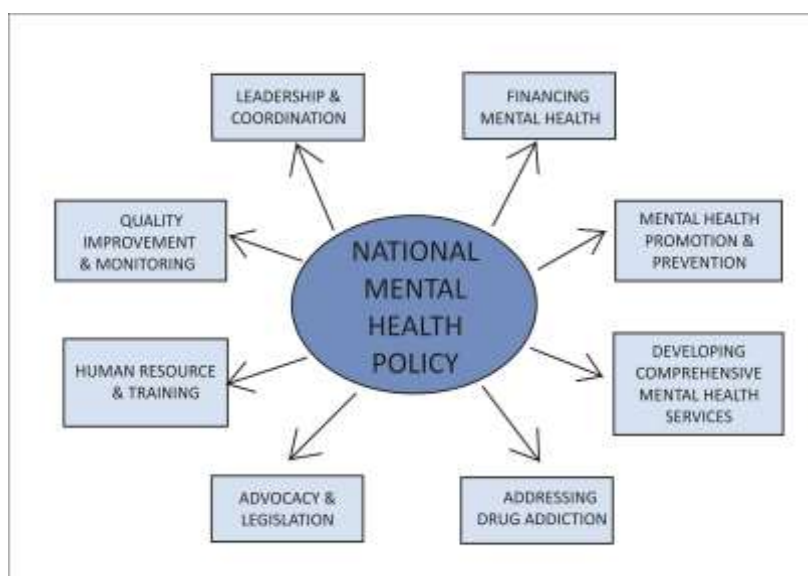 LEADERSHIP &
COORDINATION
FINANCING
MENTAL HEALTH
QUALITY
IMPROVEMENT
& MONITORING
MENTAL HEALTH
PROMOTION &
PREVENTION
NATIONAL
MENTAL
HEALTH
POLICY
HUMAN RESOURCE
& TRAINING
DEVELOPING
COMPREHENSIVE
MENTAL HEALTH
SERVICES
ADVOCACY &
LEGISLATION
ADDRESSING
DRUG ADDICTION